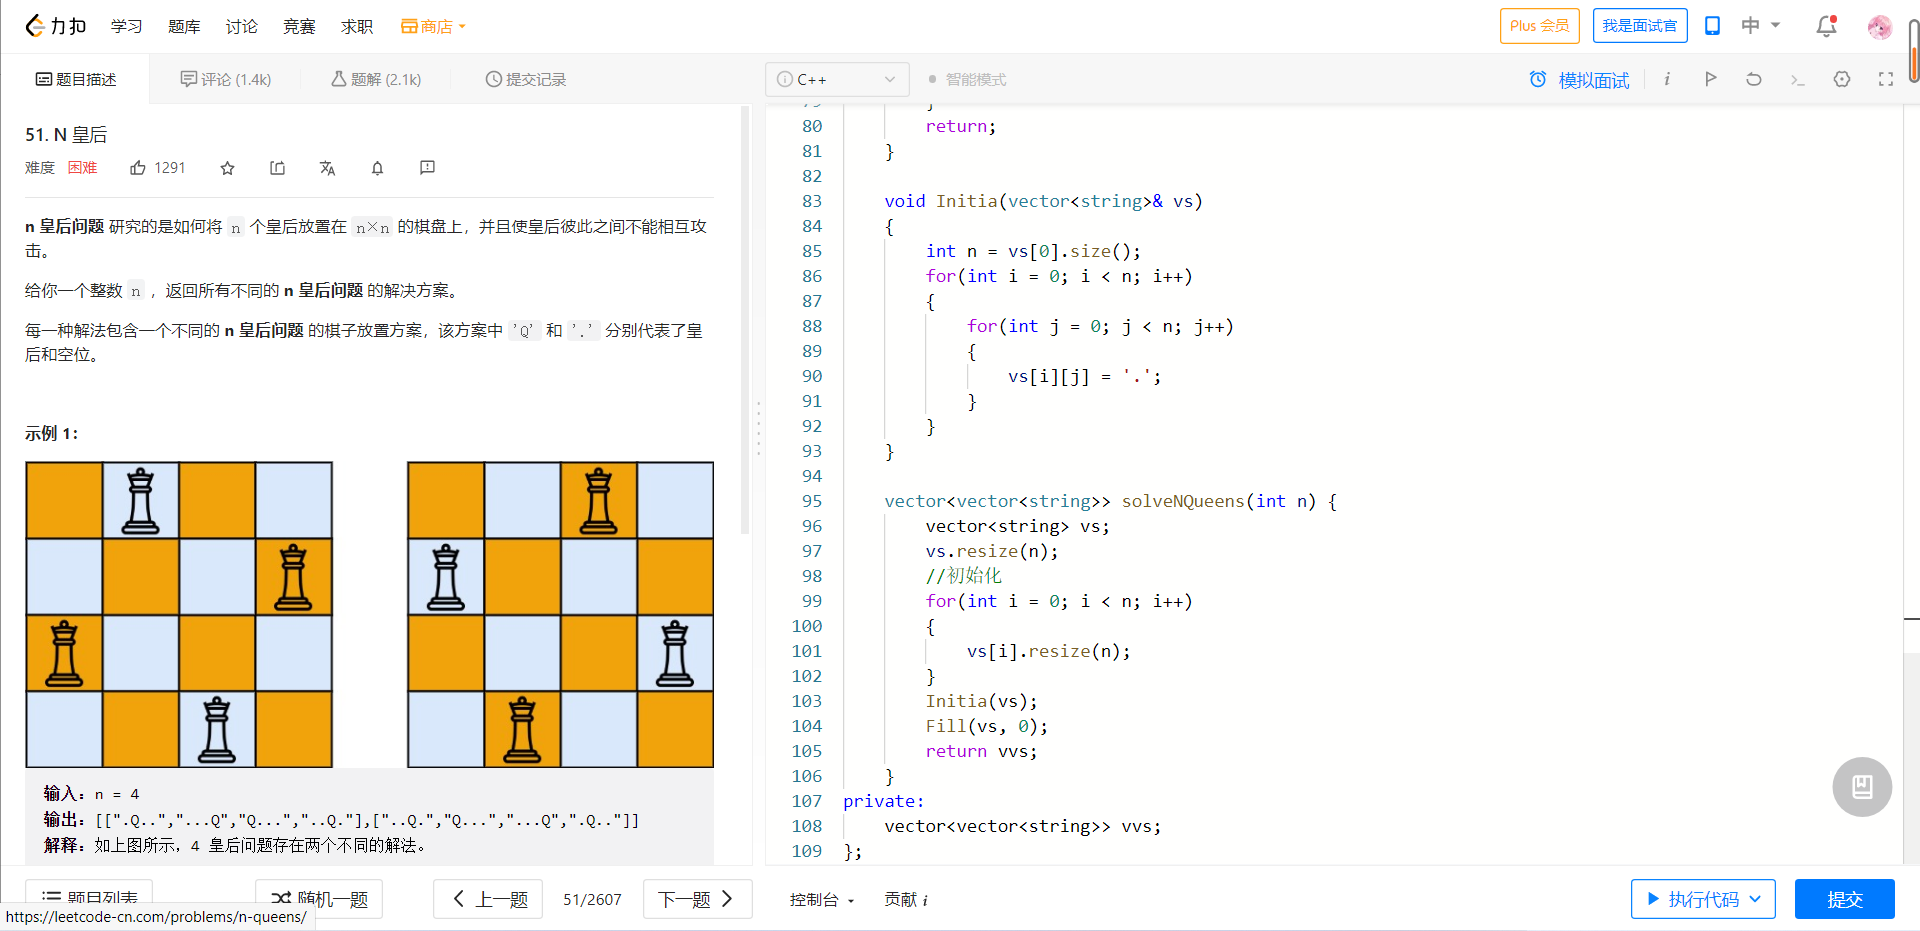 力扣 学习 题库 讨论 竞赛 求职 商店 Plus 会员 我是面试官 中
题目描述 评论 (1.4k) 题解 (2.1k) 提交记录
51. N 皇后
难度 困难 1291
n 皇后问题 研究的是如何将 n 个皇后放置在 n×n 的棋盘上，并且使皇后彼此之间不能相互攻
击。
给你一个整数 n ，返回所有不同的 n 皇后问题 的解决方案。
每一种解法包含一个不同的 n 皇后问题 的棋子放置方案，该方案中 'Q' 和 '.' 分别代表了皇
后和空位。
示例 1：
输入：n = 4
输出：[[".Q..","...Q","Q...","..Q."],["..Q.","Q...","...Q",".Q.."]]
解释：如上图所示，4 皇后问题存在两个不同的解法。
C++ 智能模式 模拟面试 i
79 }
80 return;
81 }
82
83 void Initia(vector<string>& vs)
84 {
85 int n = vs[0].size();
86 for(int i = 0; i < n; i++)
87 {
88 for(int j = 0; j < n; j++)
89 {
90 vs[i][j] = '.';
91 }
92 }
93 }
94
95 vector<vector<string>> solveNQueens(int n) {
96 vector<string> vs;
97 vs.resize(n);
98 //初始化
99 for(int i = 0; i < n; i++)
100 {
101 vs[i].resize(n);
102 }
103 Initia(vs);
104 Fill(vs, 0);
105 return vvs;
106 }
107 private:
108 vector<vector<string>> vvs;
109 };
题目列表 随机一题 上一题 51/2607 下一题 控制台 贡献 i 执行代码 提交
https://leetcode-cn.com/problems/n-queens/